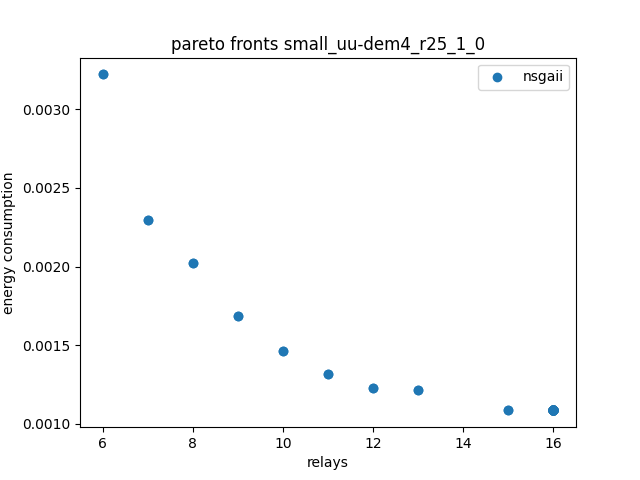 pareto fronts small_uu-dem4_r25_1_0
nsgaii
0.0030
0.0025
0.0020
0.0015
0.0010
energy consumption
6
8
10
12
14
16
relays